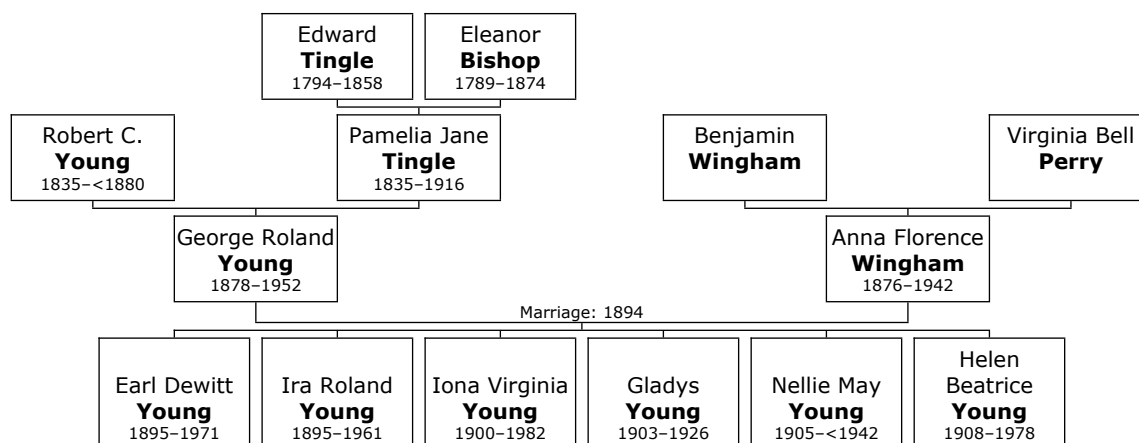 Edward
Tingle
1794–1858
Eleanor
Bishop
1789–1874
Robert C.
Young
1835–<1880
Pamelia Jane
Tingle
1835–1916
Benjamin
Wingham
Virginia Bell
Perry
George Roland
Young
1878–1952
Anna Florence
Wingham
1876–1942
Marriage: 1894
Earl Dewitt
Young
1895–1971
Ira Roland
Young
1895–1961
Iona Virginia
Young
1900–1982
Gladys
Young
1903–1926
Nellie May
Young
1905–<1942
Helen
Beatrice
Young
1908–1978